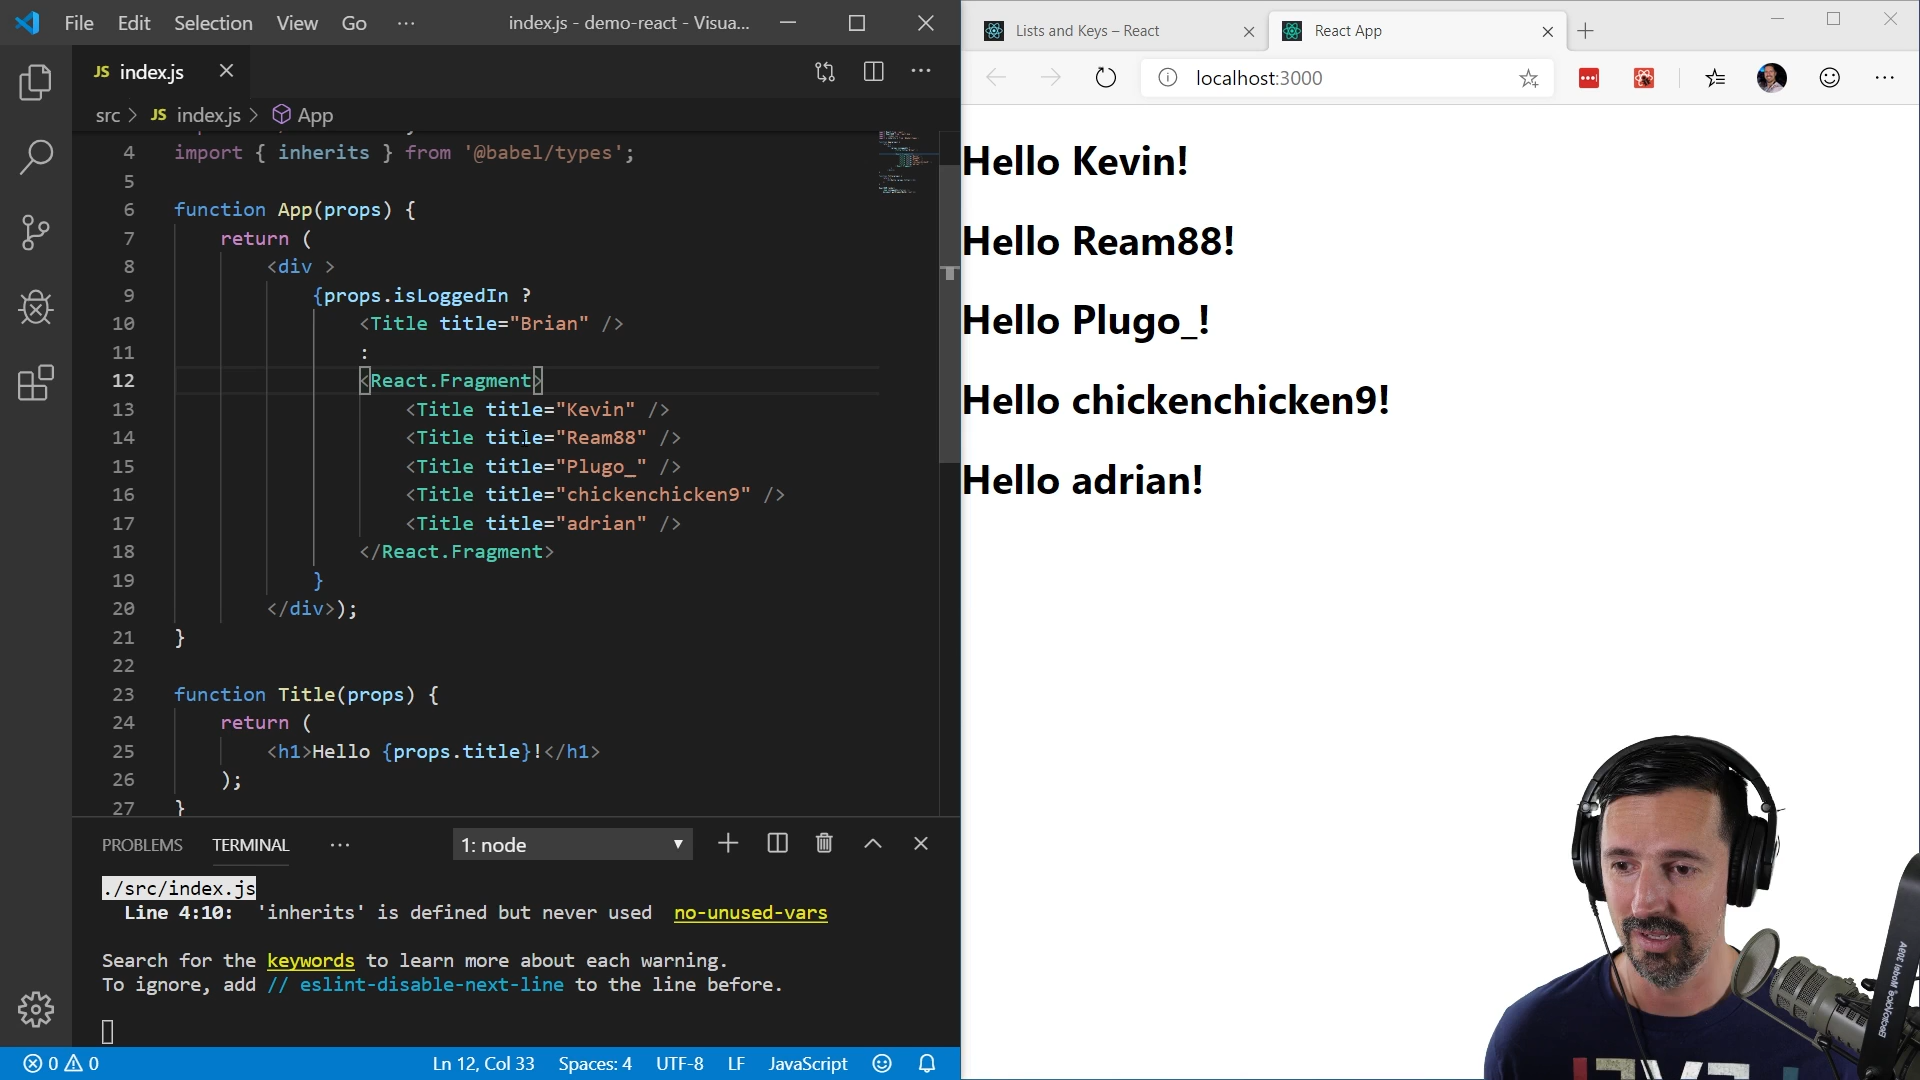 File Edit Selection View Go ··· index.js - demo-react - Visua...
JS index.js
src > JS index.js > App
4 import { inherits } from '@babel/types';
5
6 function App(props) {
7 return (
8 <div >
9 {props.isLoggedIn ?
10 <Title title="Brian" />
11 :
12 <React.Fragment>
13 <Title title="Kevin" />
14 <Title title="Ream88" />
15 <Title title="Plugo_" />
16 <Title title="chickenchicken9" />
17 <Title title="adrian" />
18 </React.Fragment>
19 }
20 </div>);
21 }
22
23 function Title(props) {
24 return (
25 <h1>Hello {props.title}!</h1>
26 );
27 }
PROBLEMS TERMINAL ··· 1: node
./src/index.js
Line 4:10: 'inherits' is defined but never used no-unused-vars
Search for the keywords to learn more about each warning.
To ignore, add // eslint-disable-next-line to the line before.
0 0 Ln 12, Col 33 Spaces: 4 UTF-8 LF JavaScript
Lists and Keys – React React App
localhost:3000
Hello Kevin!
Hello Ream88!
Hello Plugo_!
Hello chickenchicken9!
Hello adrian!